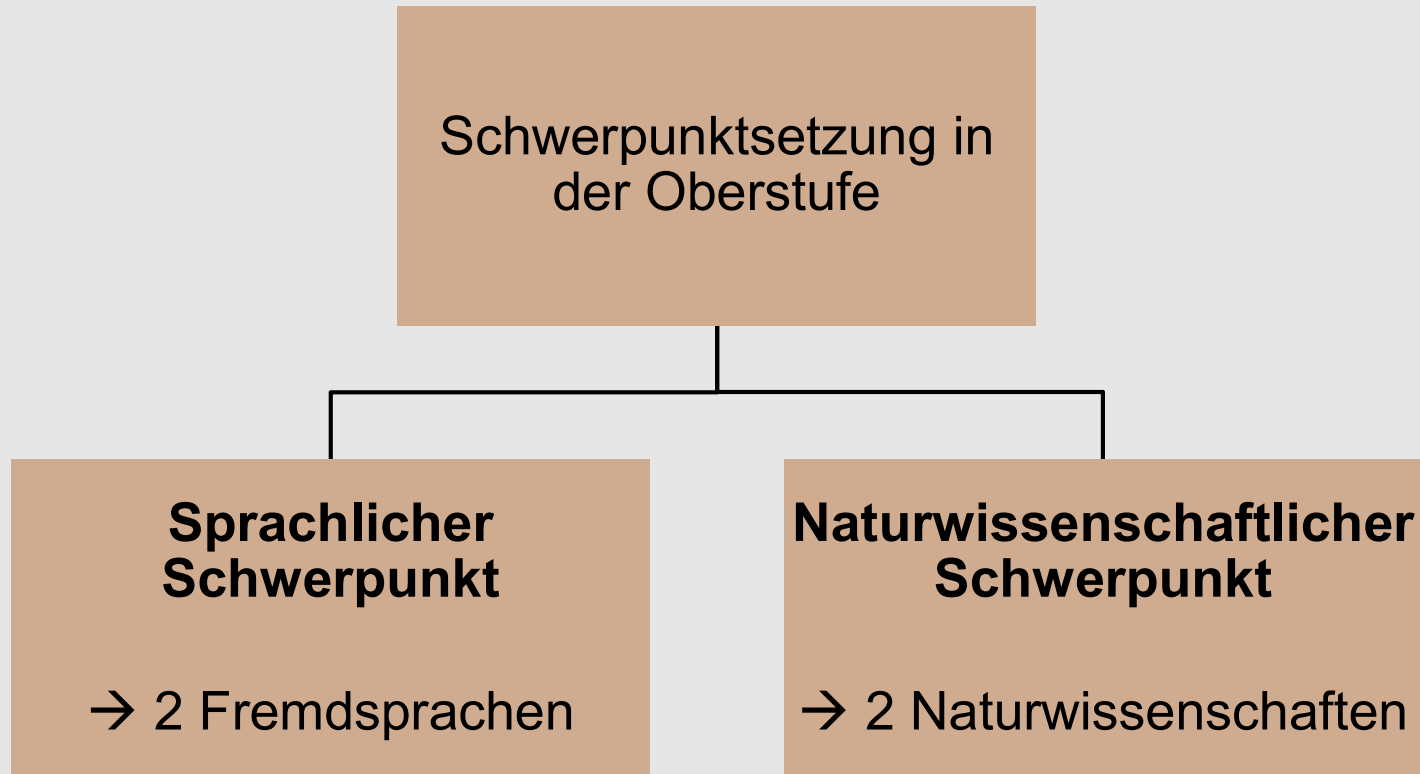 Schwerpunktsetzung in
der Oberstufe
Sprachlicher
Schwerpunkt
→ 2 Fremdsprachen
Naturwissenschaftlicher
Schwerpunkt
→ 2 Naturwissenschaften